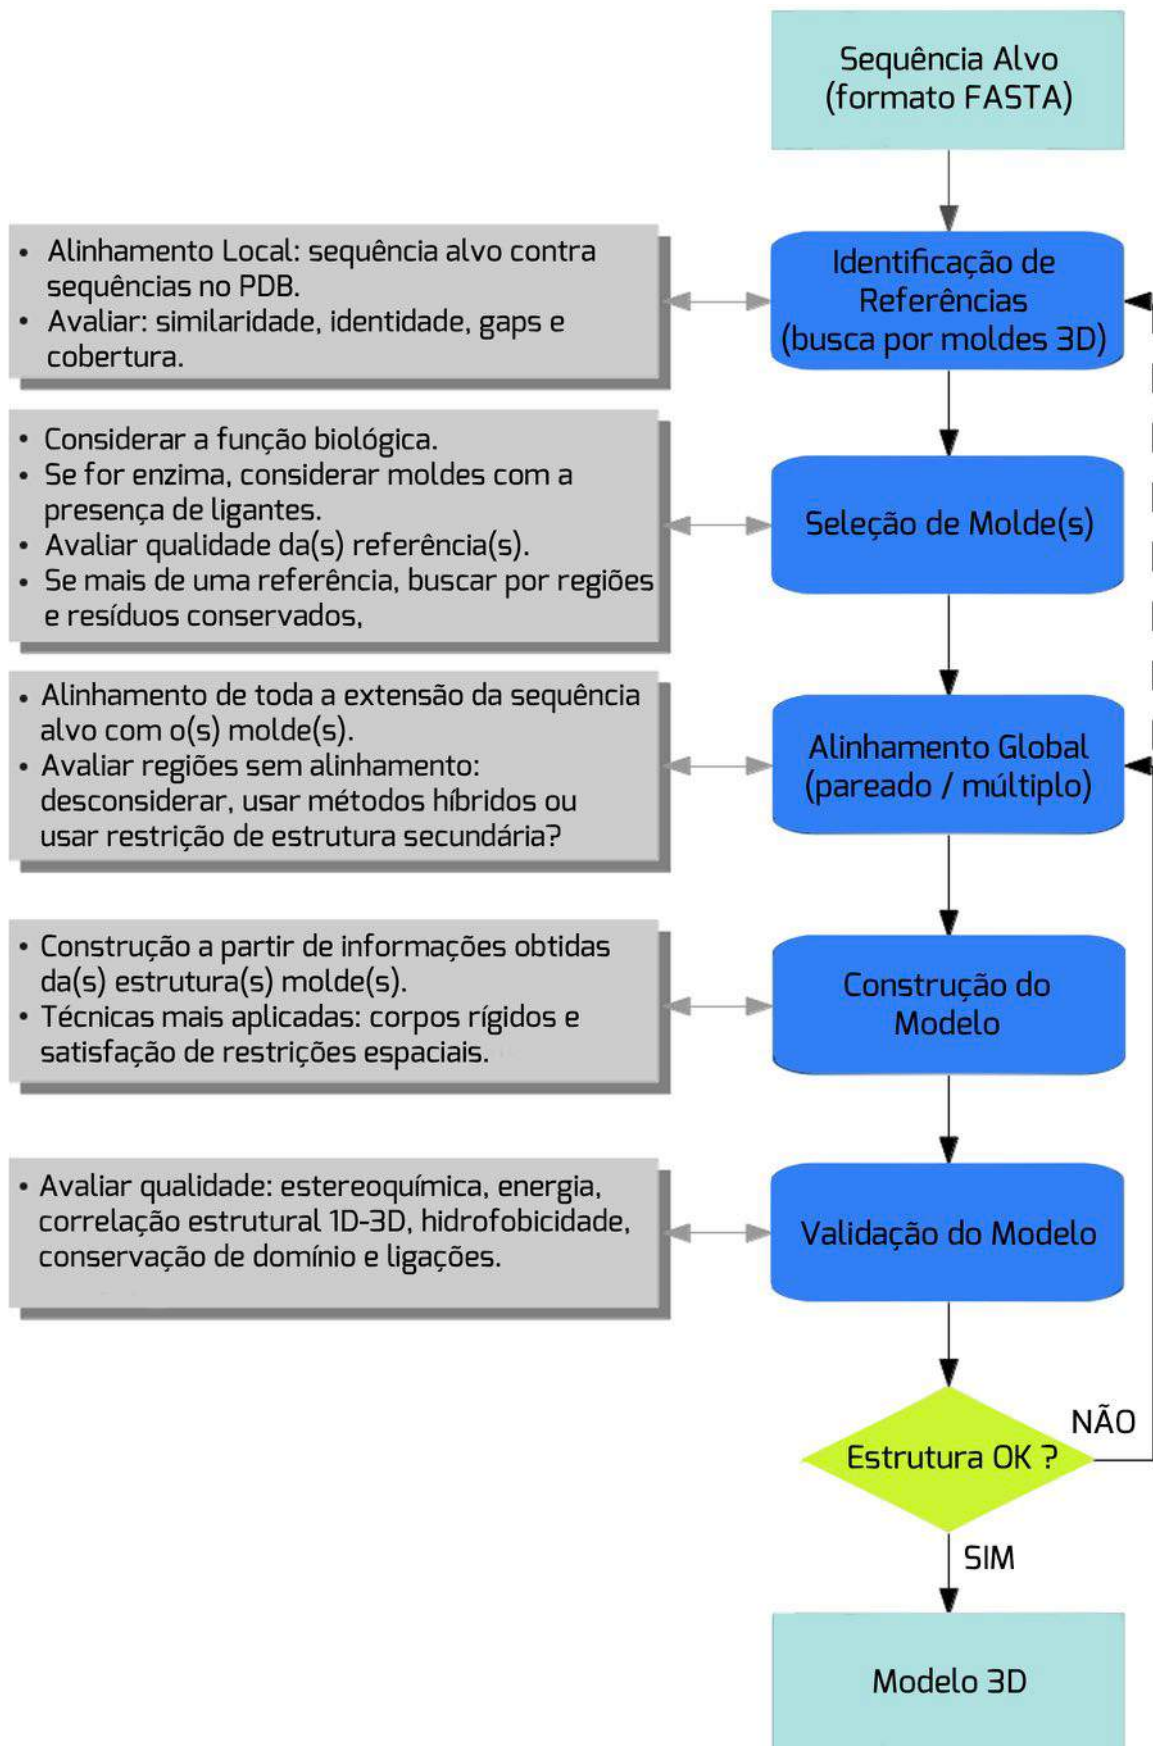 Sequência Alvo
(formato FASTA)
• Alinhamento Local: sequência alvo contra
sequências no PDB.
• Avaliar: similaridade, identidade, gaps e
cobertura.
Identificação de
Referências
(busca por moldes 3D)
• Considerar a função biológica.
• Se for enzima, considerar moldes com a
presença de ligantes.
• Avaliar qualidade da(s) referência(s).
• Se mais de uma referência, buscar por regiões
e resíduos conservados,
Seleção de Molde(s)
• Alinhamento de toda a extensão da sequência
alvo com o(s) molde(s).
• Avaliar regiões sem alinhamento:
desconsiderar, usar métodos híbridos ou
usar restrição de estrutura secundária?
Alinhamento Global
(pareado / múltiplo)
• Construção a partir de informações obtidas
da(s) estrutura(s) molde(s).
• Técnicas mais aplicadas: corpos rígidos e
satisfação de restrições espaciais.
Construção do
Modelo
• Avaliar qualidade: estereoquímica, energia,
correlação estrutural 1D-3D, hidrofobicidade,
conservação de domínio e ligações.
Validação do Modelo
NÃO
Estrutura OK ?
SIM
Modelo 3D